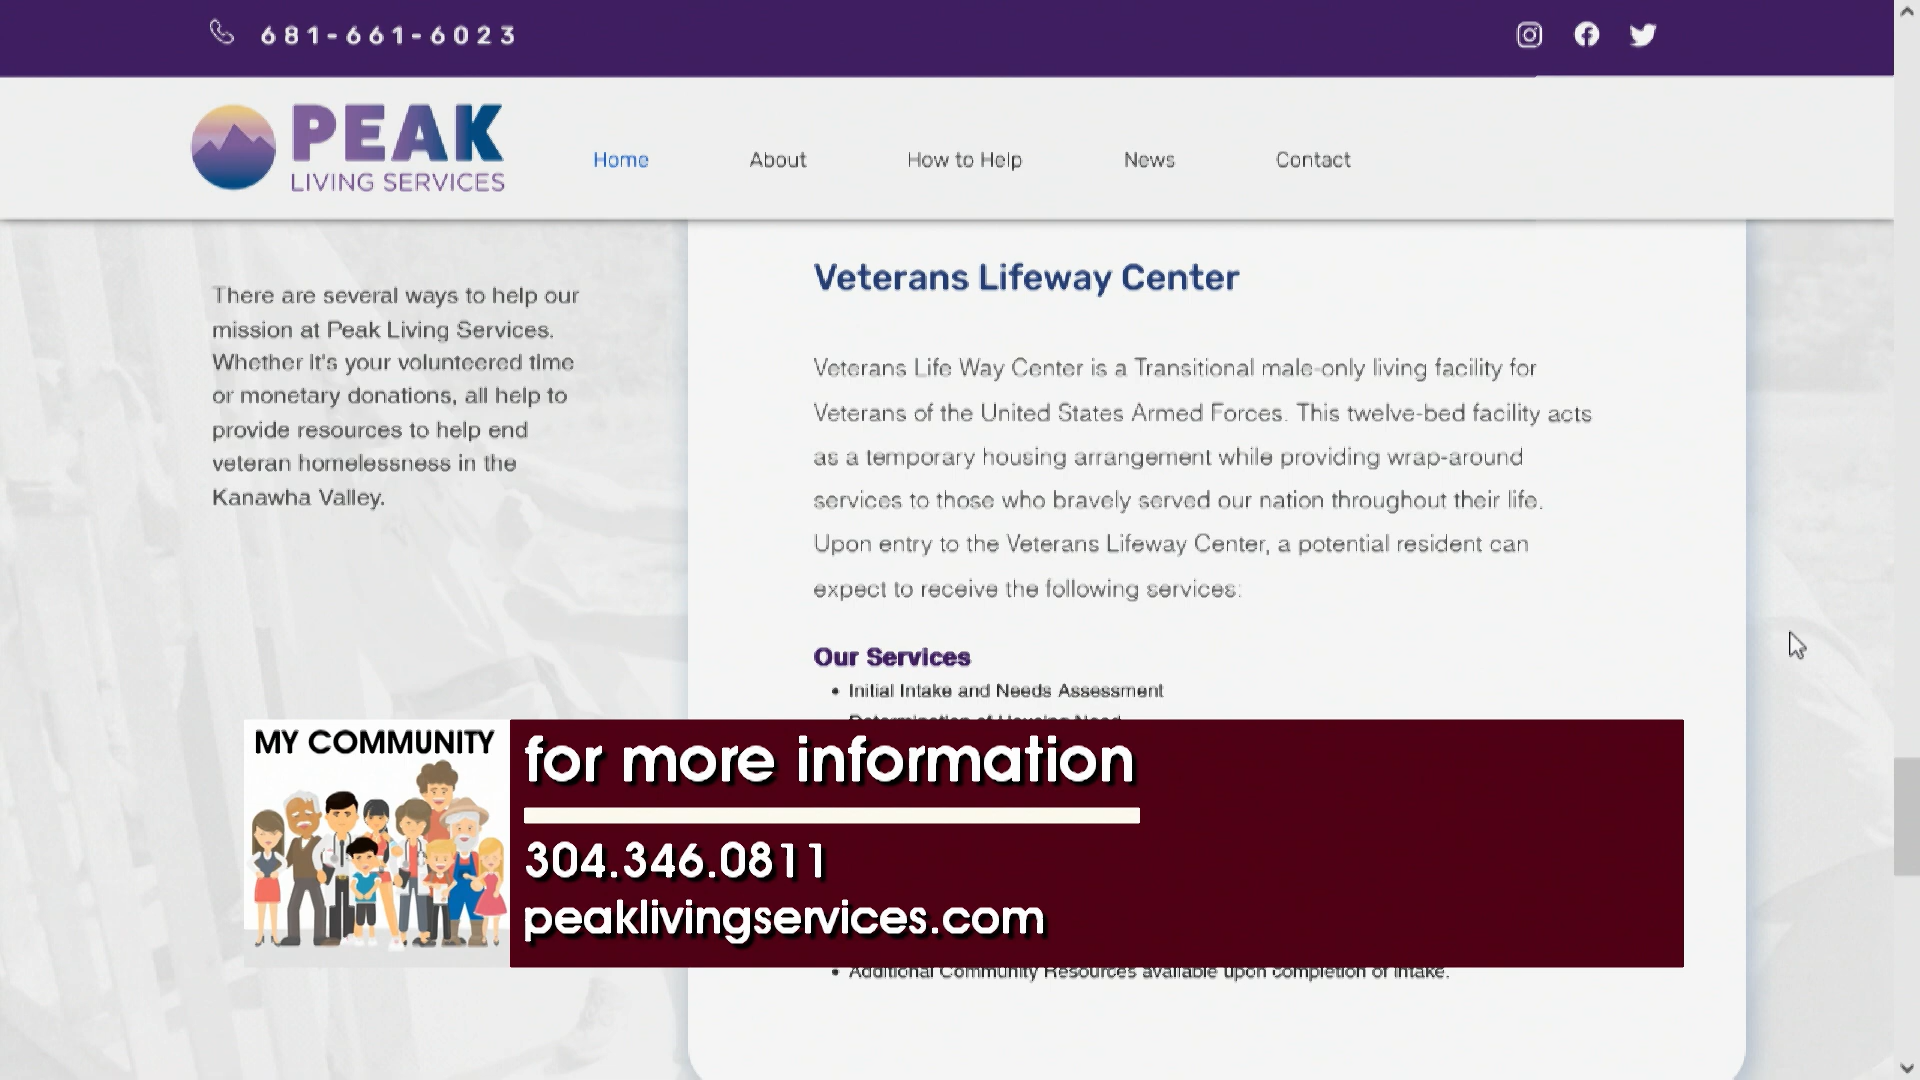 681-661-6023
PEAK
LIVING SERVICES
Home
About
How to Help
News
Contact
There are several ways to help our
mission at Peak Living Services.
Whether it's your volunteered time
or monetary donations, all help to
provide resources to help end
veteran homelessness in the
Kanawha Valley.
Veterans Lifeway Center
Veterans Life Way Center is a Transitional male-only living facility for
Veterans of the United States Armed Forces. This twelve-bed facility acts
as a temporary housing arrangement while providing wrap-around
services to those who bravely served our nation throughout their life.
Upon entry to the Veterans Lifeway Center, a potential resident can
expect to receive the following services:
Our Services
• Initial Intake and Needs Assessment
MY COMMUNITY
for more information
304.346.0811
peaklivingservices.com
• Additional Community Resources available upon completion of intake.